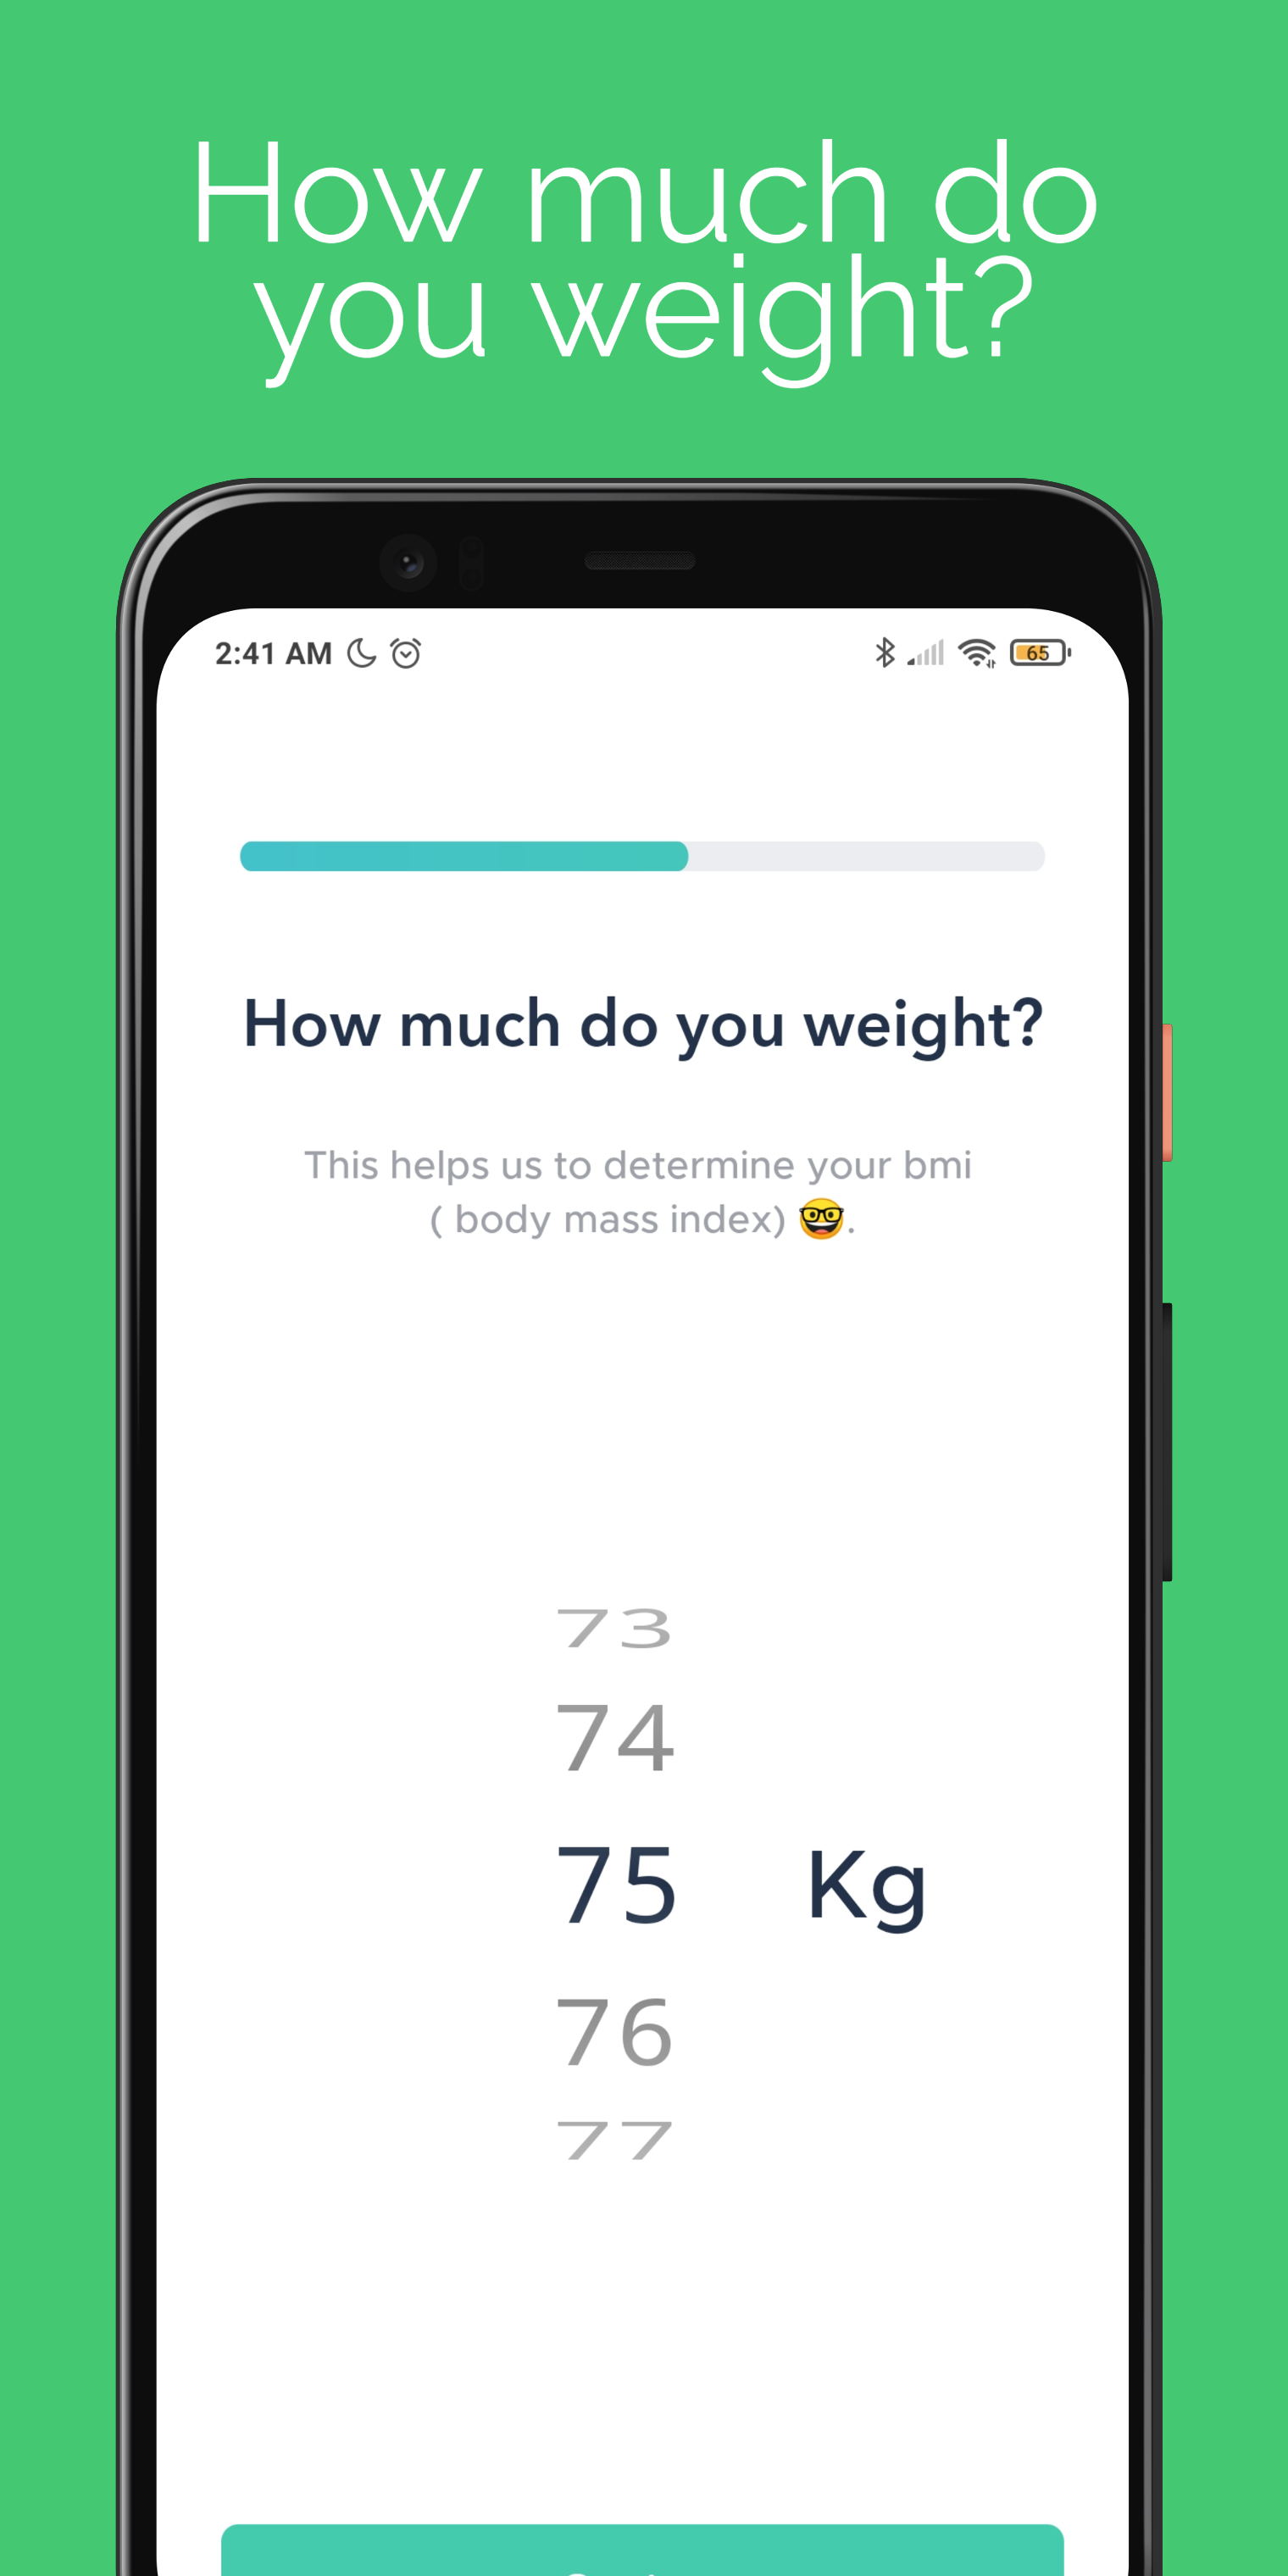 How much do
you weight?
2:41 AM
65
How much do you weight?
This helps us to determine your bmi
( body mass index) 🤓.
73
74
75 Kg
76
77